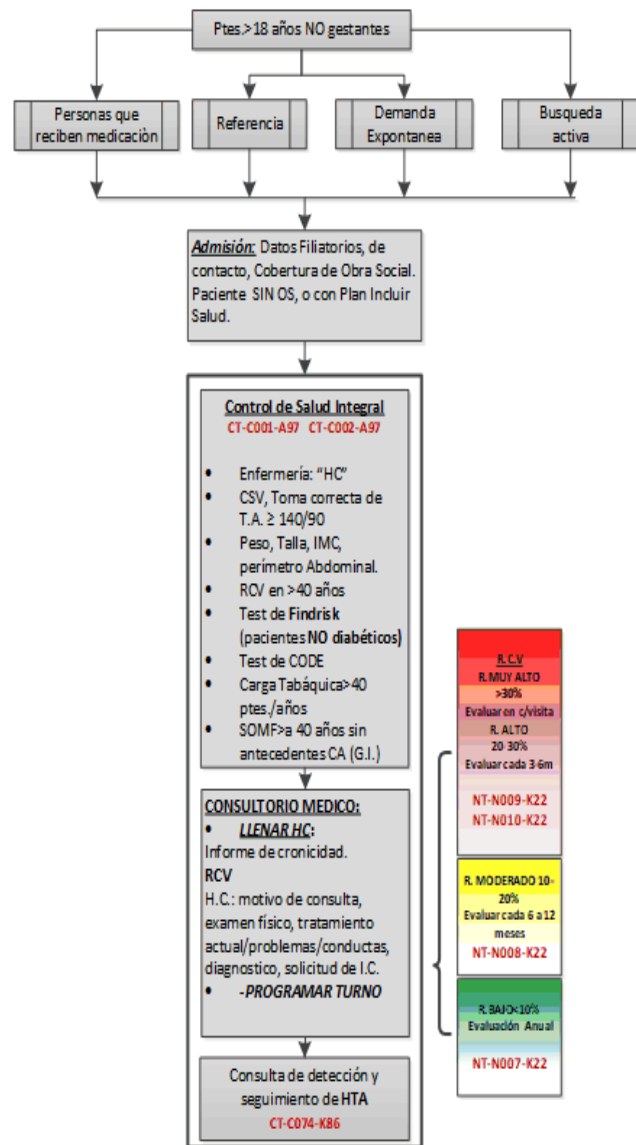 Ptes.>18 años NO gestantes
Personas que
reciben medicaciòn
Referencia
Demanda
Expontanea
Busqueda
activa
Admisión: Datos Filiatorios, de
contacto, Cobertura de Obra Social.
Paciente SIN OS, o con Plan Incluir
Salud.
Control de Salud Integral
CT-C001-A97 CT-C002-A97
• Enfermería: “HC”
• CSV, Toma correcta de
T.A. ≥ 140/90
• Peso, Talla, IMC,
perímetro Abdominal.
• RCV en >40 años
• Test de Findrisk
(pacientes NO diabéticos)
• Test de CODE
• Carga Tabáquica>40
ptes./años
• SOMF>a 40 años sin
antecedentes CA (G.I.)
CONSULTORIO MEDICO:
• LLENAR HC:
Informe de cronicidad.
RCV
H.C.: motivo de consulta,
examen físico, tratamiento
actual/problemas/conductas,
diagnostico, solicitud de I.C.
• -PROGRAMAR TURNO
Consulta de detección y
seguimiento de HTA
CT-C074-K86
R.C.V
R.MUY ALTO
>30%
Evaluar en c/visita
R. ALTO
20-30%
Evaluar cada 3-6m
NT-N009-K22
NT-N010-K22
R. MODERADO 10-
20%
Evaluar cada 6 a 12
meses
NT-N008-K22
R.BAJO<10%
Evaluación Anual
NT-N007-K22